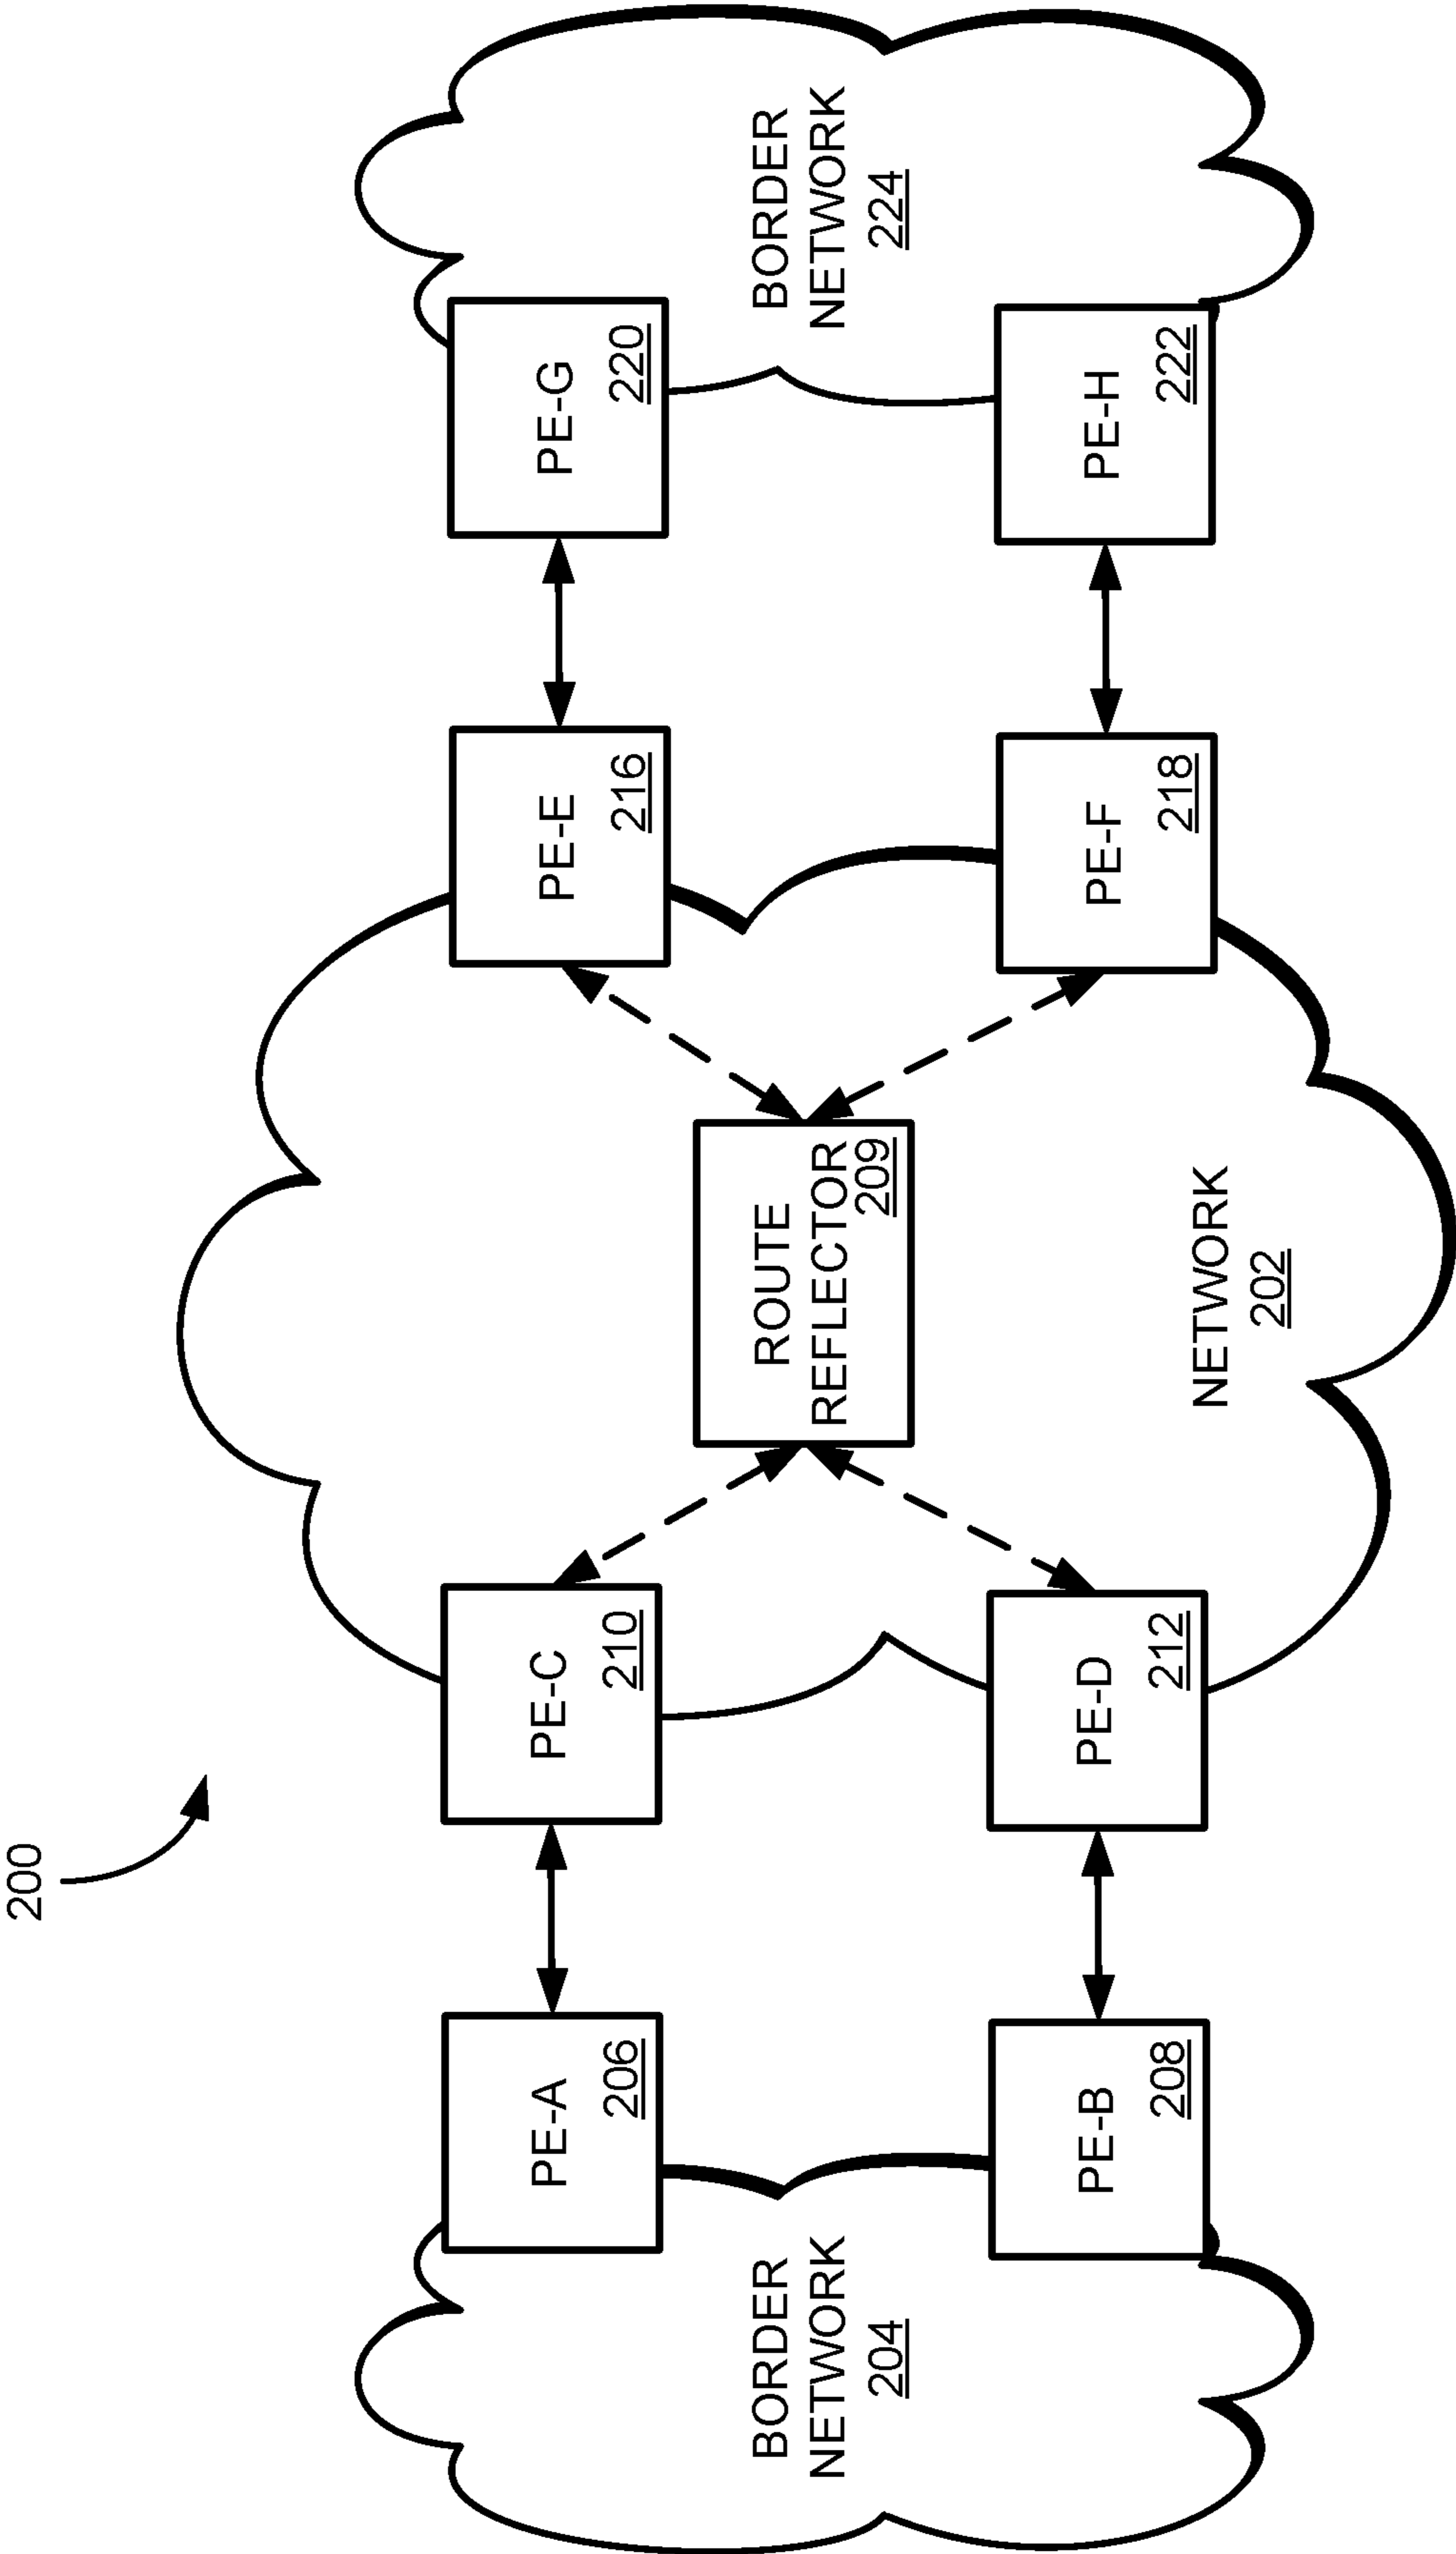 200
PE-A
206
PE-C
210
PE-E
216
PE-G
220
BORDER
NETWORK
204
ROUTE
REFLECTOR
209
BORDER
NETWORK
224
PE-B
208
PE-D
212
PE-F
218
PE-H
222
NETWORK
202